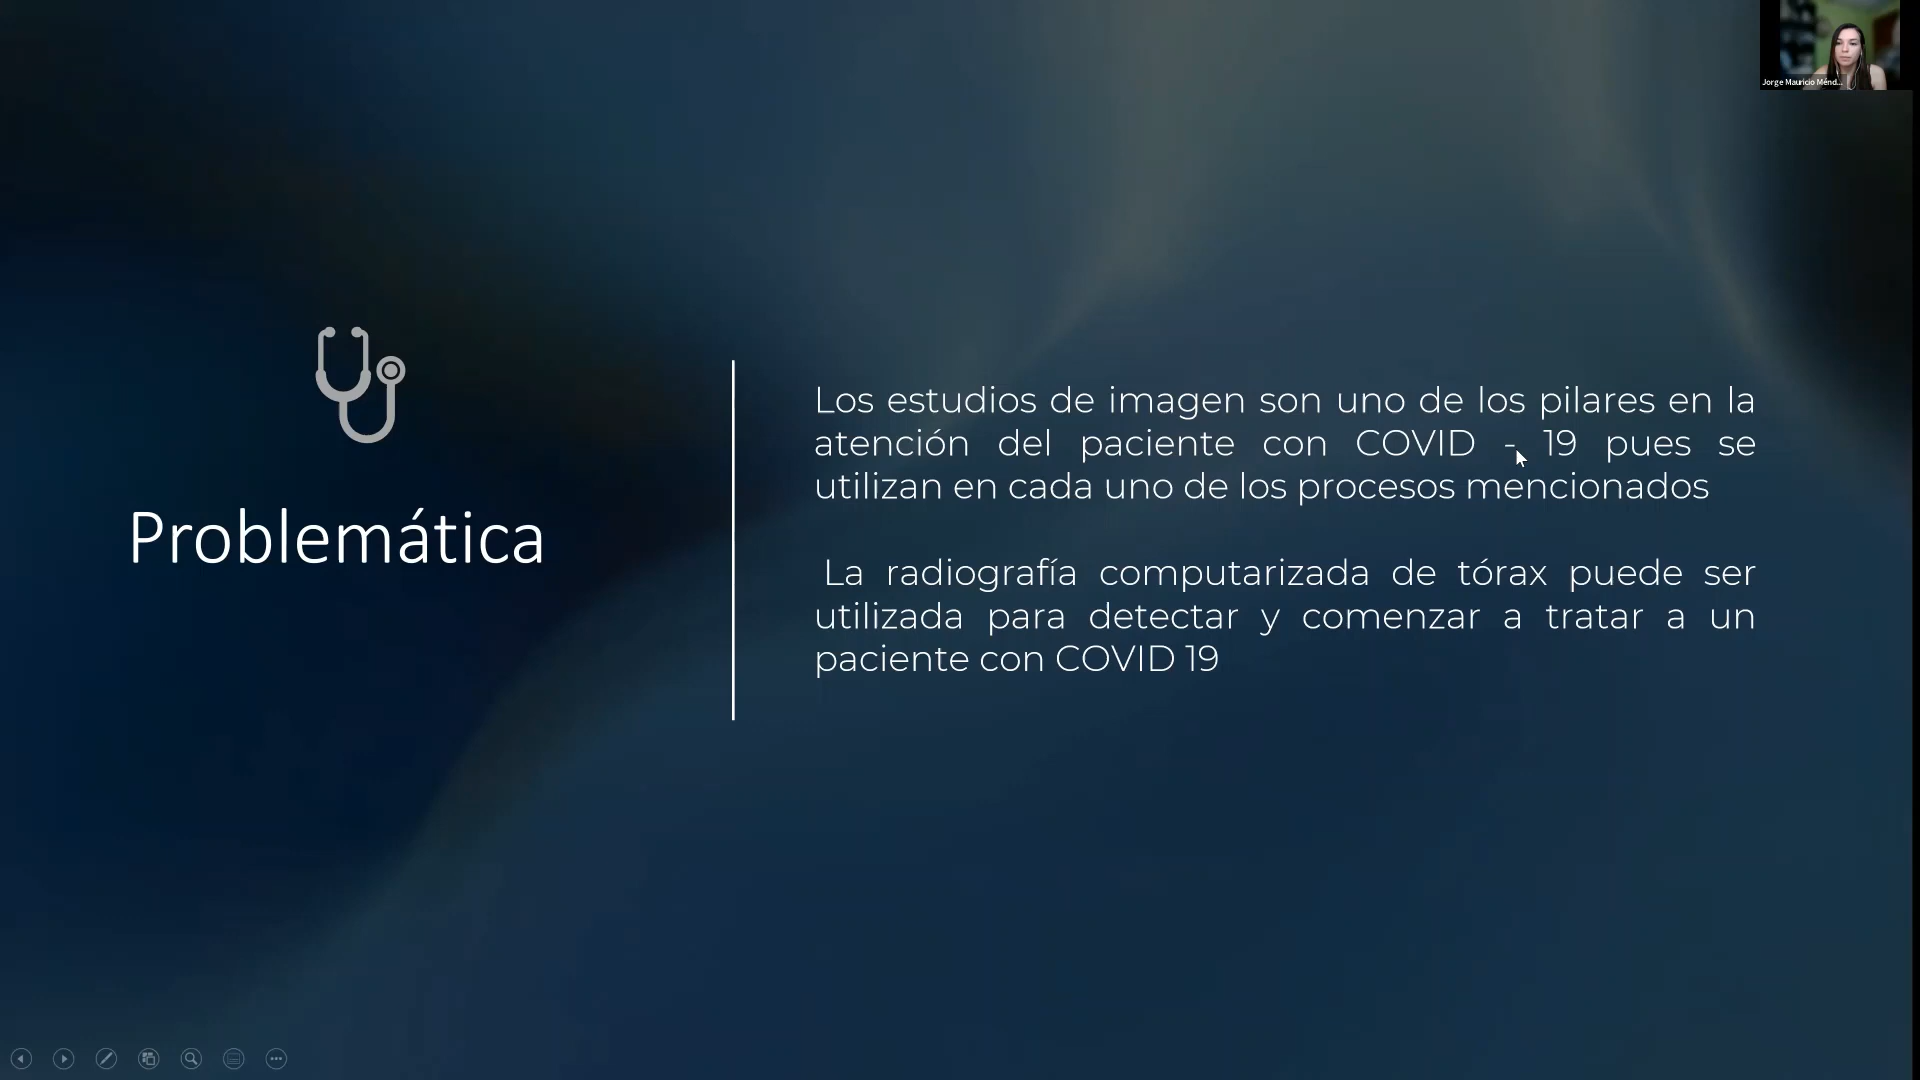 Jorge Mauricio Ménd...
Problemática
Los estudios de imagen son uno de los pilares en la
atención del paciente con COVID - 19 pues se
utilizan en cada uno de los procesos mencionados
La radiografía computarizada de tórax puede ser
utilizada para detectar y comenzar a tratar a un
paciente con COVID 19